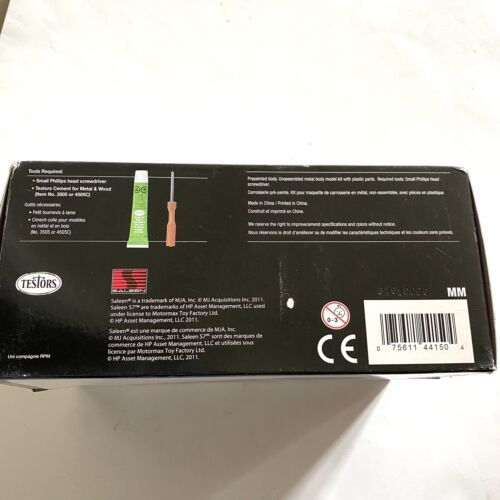 Tools Required:
• Small Phillips head screwdriver
• Testors Cement for Metal & Wood
(Item No. 3505 or 4505C)
Outils nécessaires:
• Petit tournevis à lame
• Ciment-colle pour modèles
en métal et en bois
(No. 3505 or 4505C)
Prepainted body. Unassembled metal body model kit with plastic parts. Required tools: Small Phillips head
screwdriver.
Carrosserie pré-peinte. Kit pour maquette de carrosserie en métal, non-assemblée, avec pièces en plastique.
Made in China / Printed in China.
Construit et imprimé en Chine.
We reserve the right to improve/amend specifications and colors without notice.
Nous réservons le droit d'améliorer ou de modifier les caractéristiques techniques et les couleurs sans préavis.
TESTORS
SALEEN
Saleen® is a trademark of MJA, Inc. © MJ Acquisitions Inc. 2011.
Saleen S7™ are trademarks of © HP Asset Management, LLC used
under license to Motormax Toy Factory Ltd.
© HP Asset Management, LLC 2011.
Saleen® est une marque de commerce de MJA, Inc.
© MJ Acquisitions Inc., 2011. Saleen S7™ sont des marques de
commerce de HP Asset Management, LLC et utilisées sous
licence par Motormax Toy Factory Ltd.
© HP Asset Management, LLC 2011.
Uni compagnie RPM
0-3
CE
MM
0 75611 44150 4